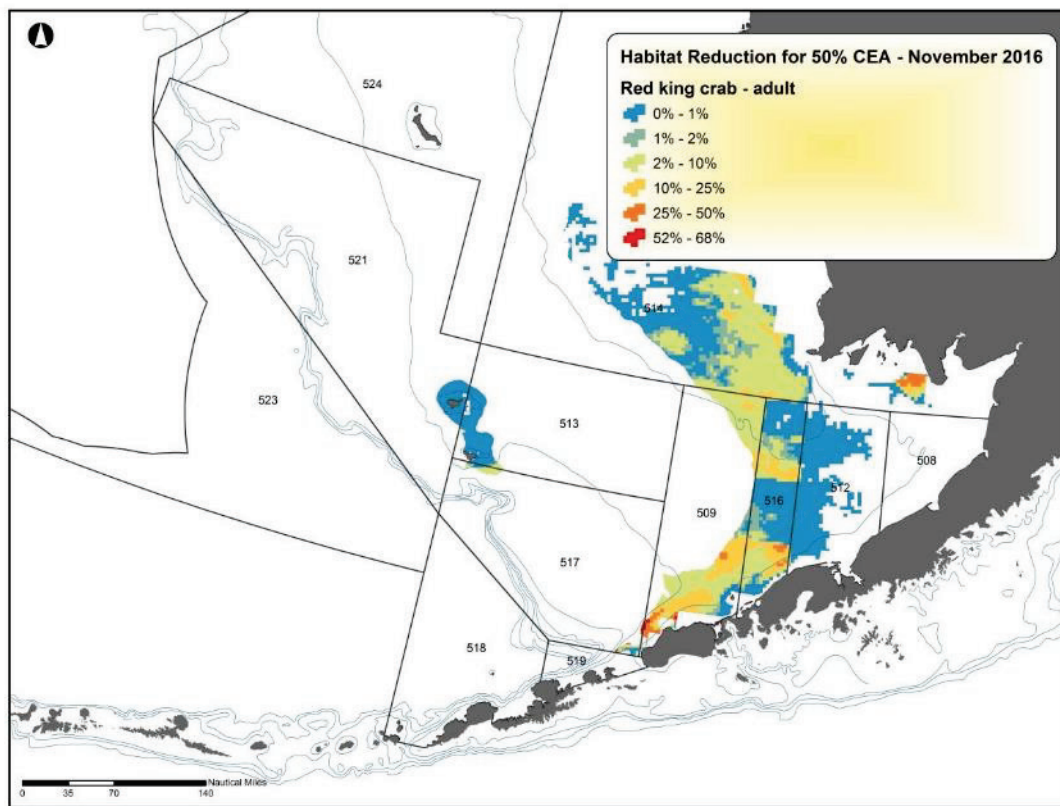 Habitat Reduction for 50% CEA - November 2016
Red king crab - adult
0% - 1%
1% - 2%
2% - 10%
10% - 25%
25% - 50%
52% - 68%
524
521
514
523
513
508
512
516
509
517
518
519
Nautical Miles
0 35 70 140